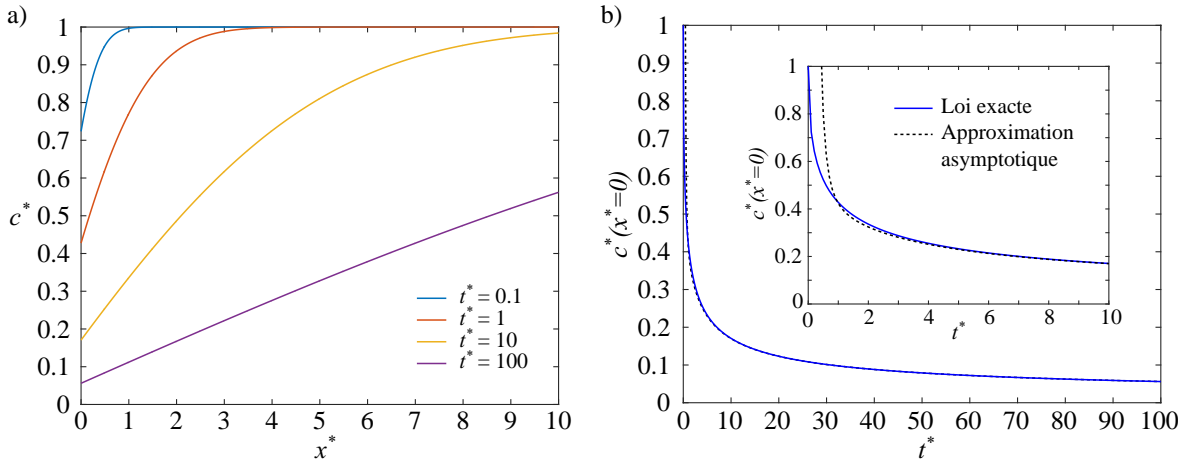 a)
1
0.9
0.8
0.7
0.6
0.5
0.4
0.3
0.2
0.1
0
c*
0 1 2 3 4 5 6 7 8 9 10
x*
t* = 0.1
t* = 1
t* = 10
t* = 100
b)
1
0.9
0.8
0.7
0.6
0.5
0.4
0.3
0.2
0.1
0
c*(x*=0)
0 10 20 30 40 50 60 70 80 90 100
t*
1
0.8
0.6
0.4
0.2
0
c*(x*=0)
0 2 4 6 8 10
t*
Loi exacte
Approximation
asymptotique